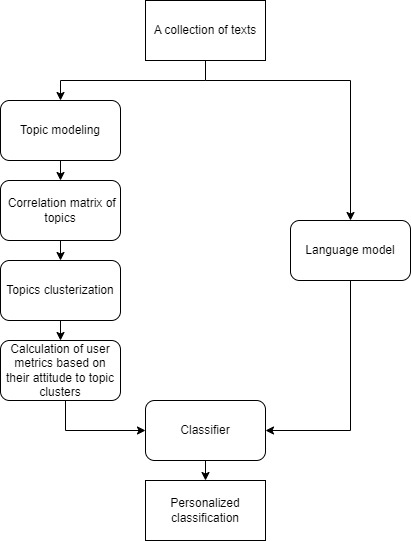 A collection of texts
Topic modeling
Correlation matrix of
topics
Language model
Topics clusterization
Calculation of user
metrics based on
their attitude to topic
clusters
Classifier
Personalized
classification